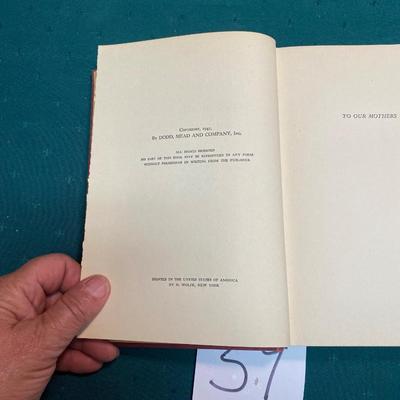 Copyright, 1941,
By DODD, MEAD AND COMPANY, Inc.
ALL RIGHTS RESERVED
NO PART OF THIS BOOK MAY BE REPRODUCED IN ANY FORM
WITHOUT PERMISSION IN WRITING FROM THE PUBLISHER
PRINTED IN THE UNITED STATES OF AMERICA
BY H. WOLFF, NEW YORK
TO OUR MOTHERS